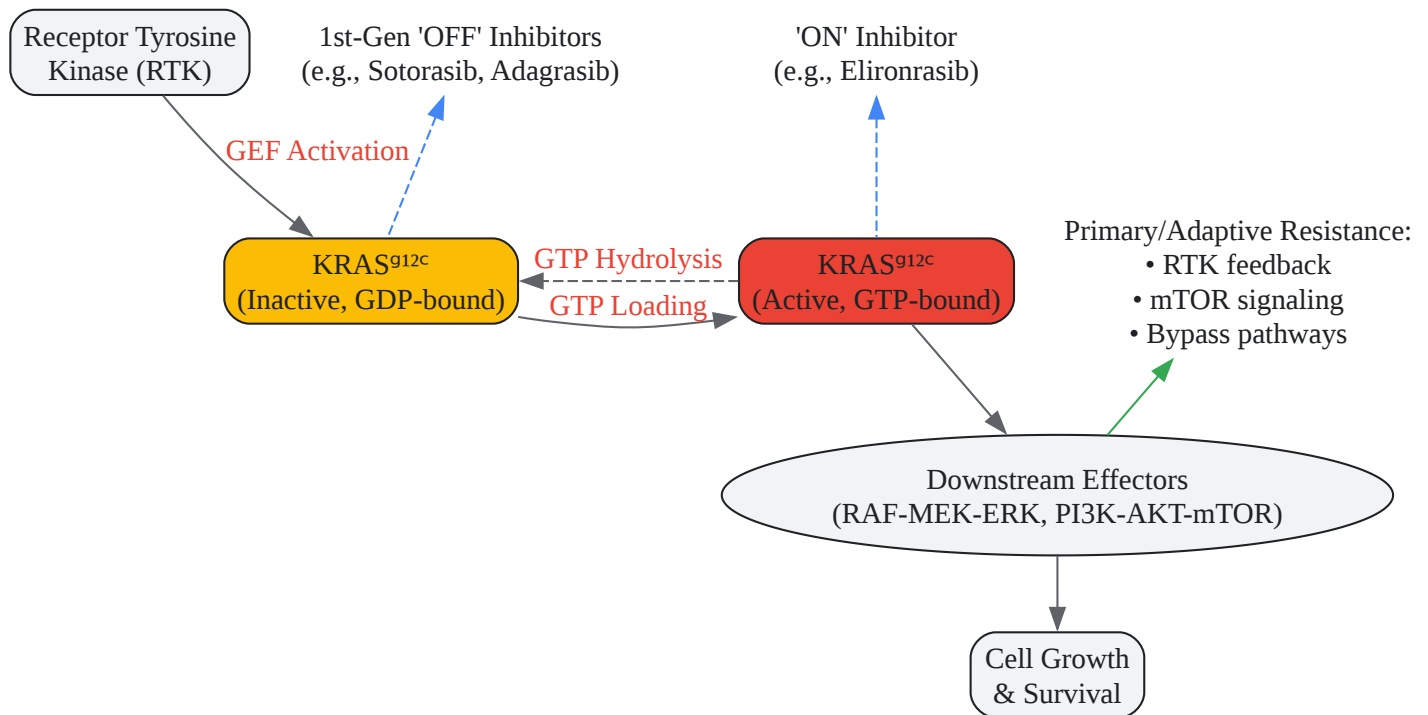 Receptor Tyrosine
Kinase (RTK)
1st-Gen 'OFF' Inhibitors
(e.g., Sotorasib, Adagrasib)
'ON' Inhibitor
(e.g., Elironrasib)
GEF Activation
Primary/Adaptive Resistance:
• RTK feedback
• mTOR signaling
• Bypass pathways
KRASᵍ¹²ᶜ
(Inactive, GDP-bound)
GTP Hydrolysis
GTP Loading
KRASᵍ¹²ᶜ
(Active, GTP-bound)
Downstream Effectors
(RAF-MEK-ERK, PI3K-AKT-mTOR)
Cell Growth
& Survival